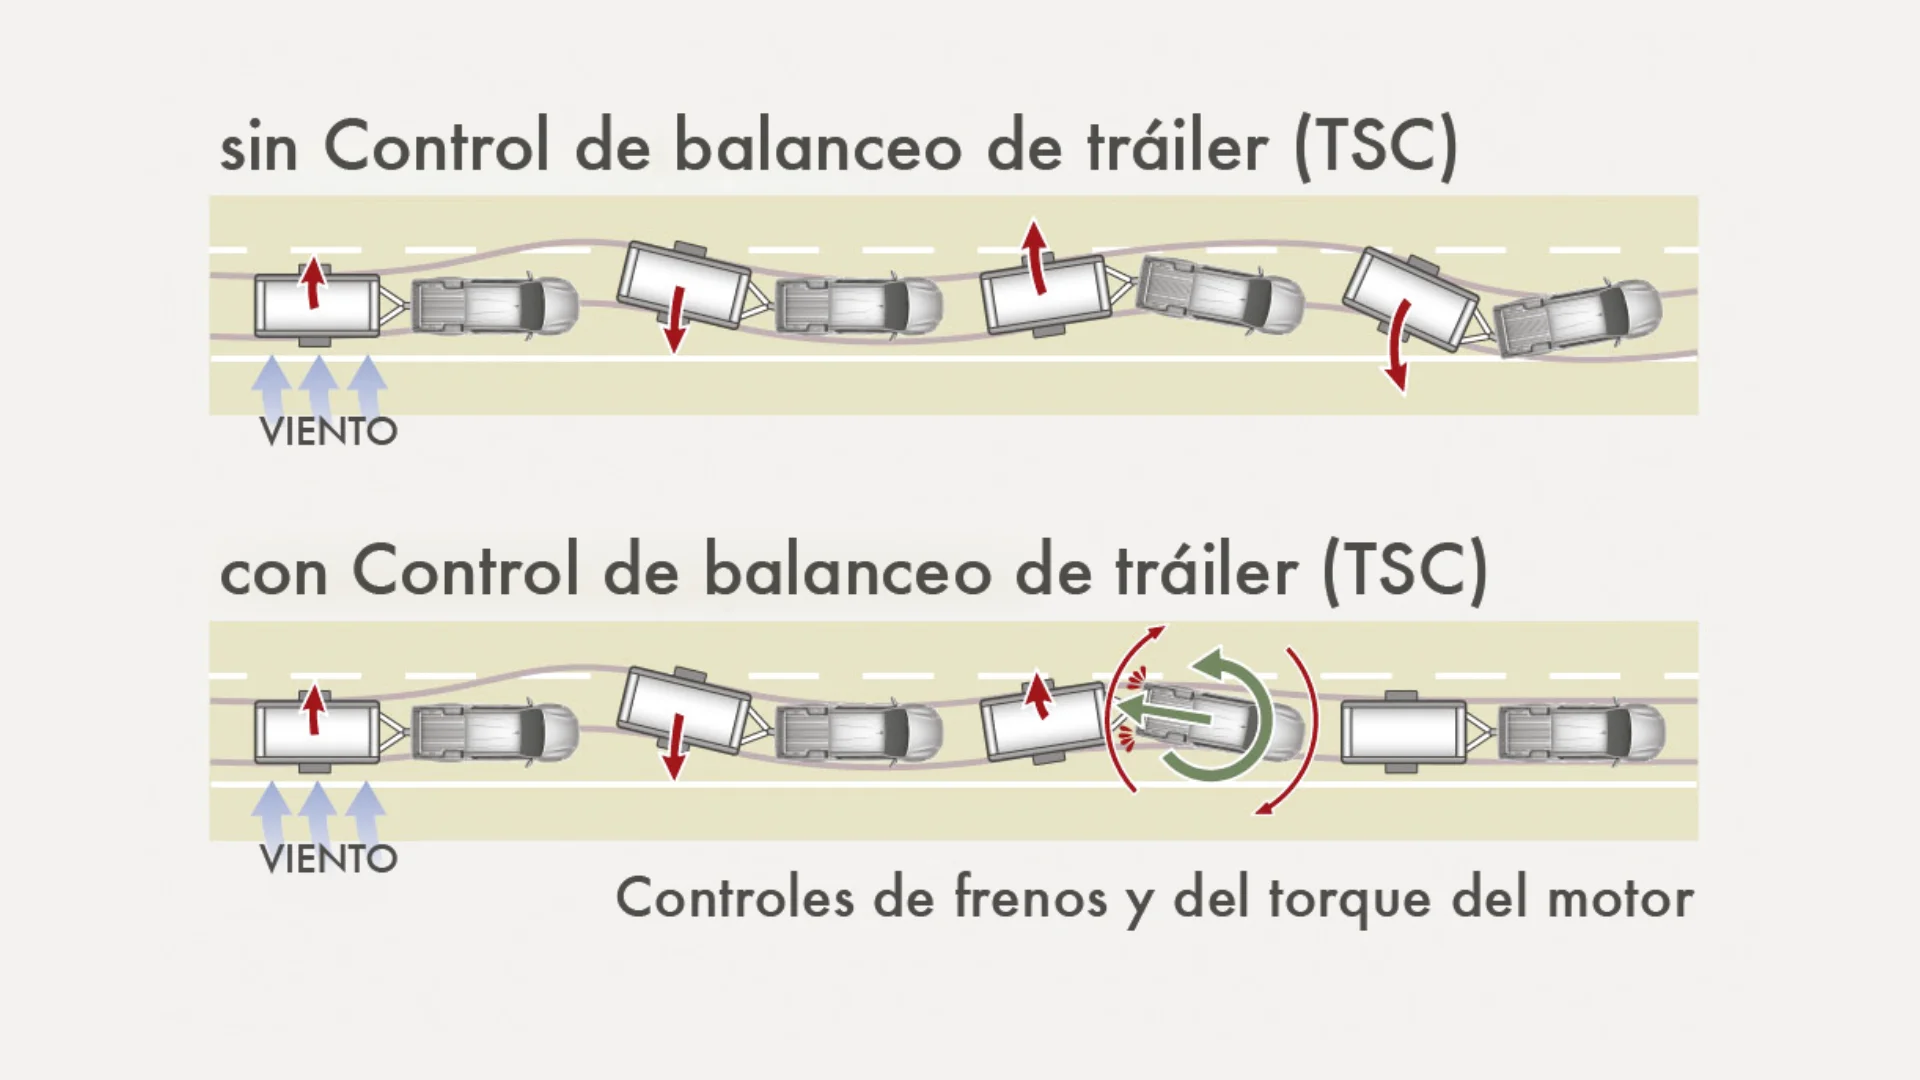 sin Control de balanceo de tráiler (TSC)
VIENTO
con Control de balanceo de tráiler (TSC)
VIENTO
Controles de frenos y del torque del motor